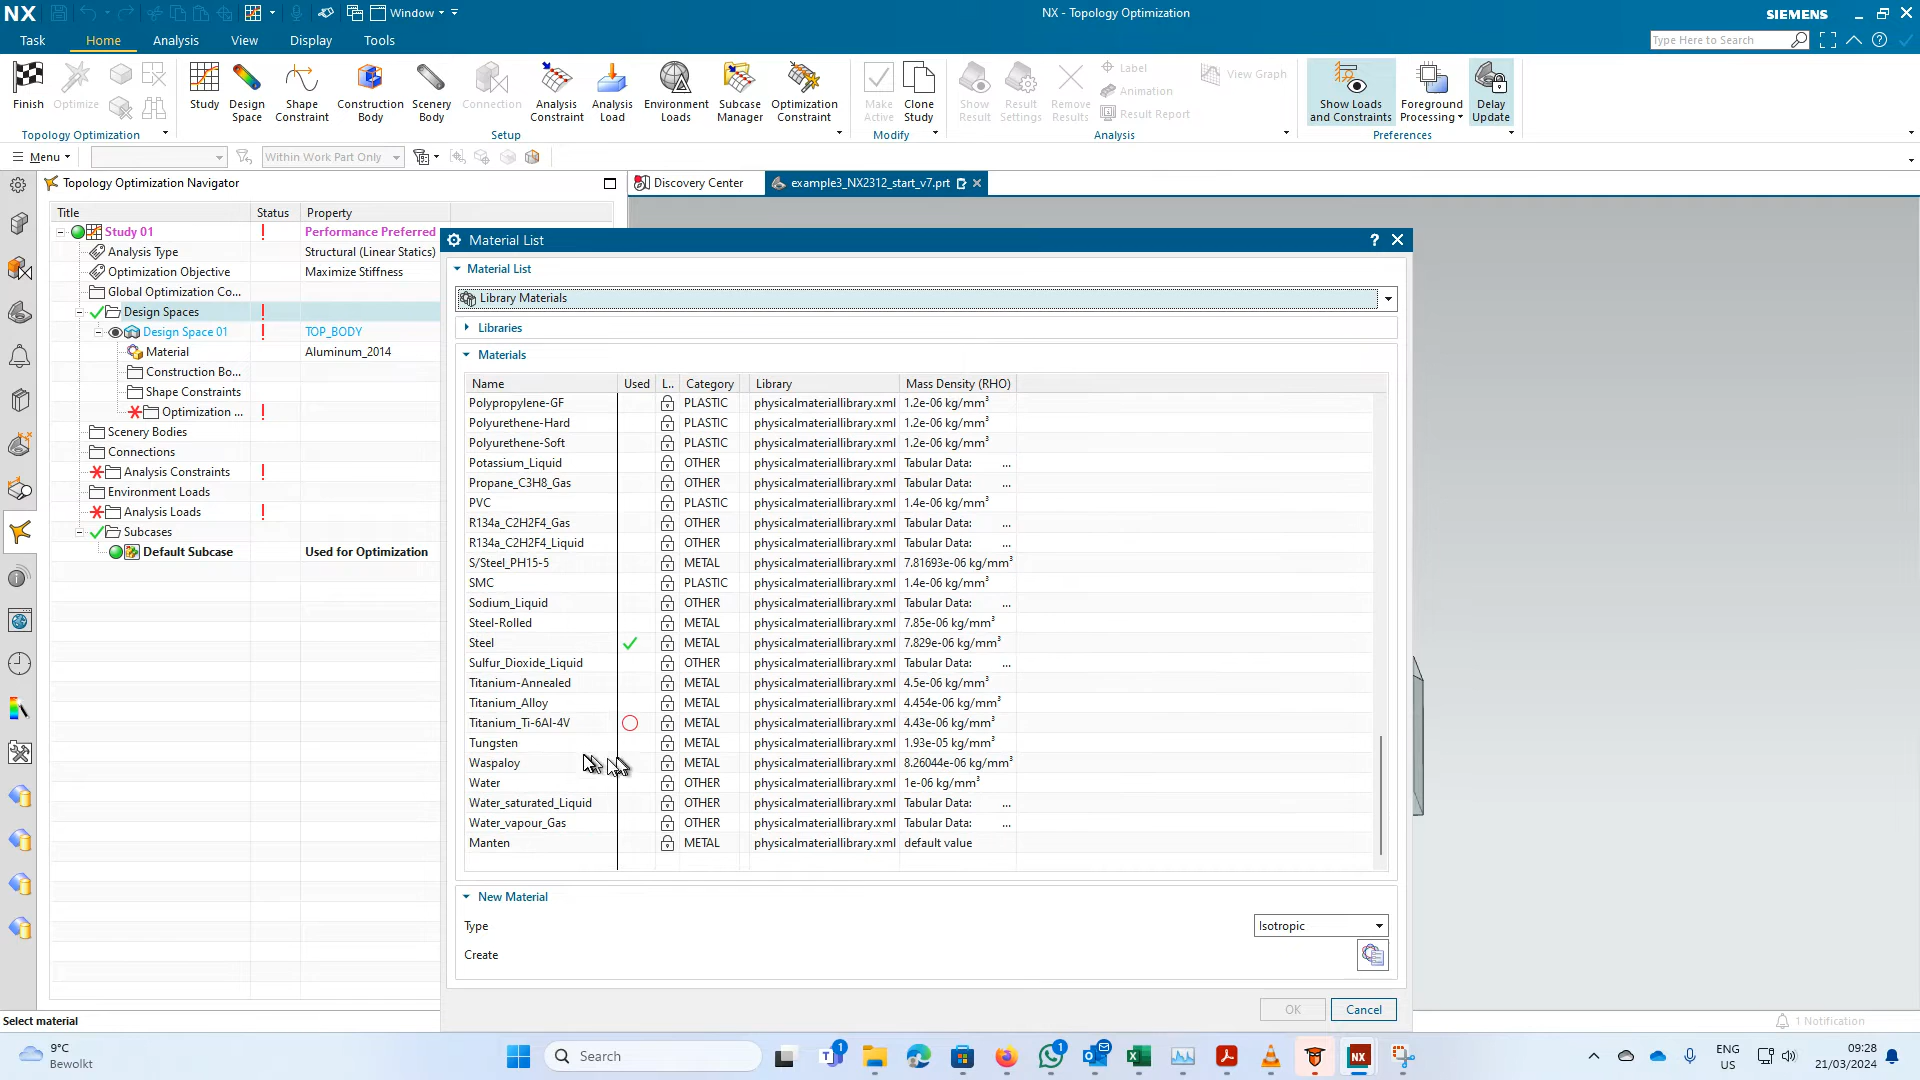 NX
Window
NX - Topology Optimization
SIEMENS
Task
Home
Analysis
View
Display
Tools
Type Here to Search
Finish
Optimize
Study
Design
Space
Shape
Constraint
Construction
Body
Scenery
Body
Connection
Analysis
Constraint
Analysis
Load
Environment
Loads
Subcase
Manager
Optimization
Constraint
Make
Active
Clone
Study
Show
Result
Result
Settings
Remove
Results
Label
Animation
Result Report
View Graph
Show Loads
and Constraints
Foreground
Processing
Delay
Update
Topology Optimization
Setup
Modify
Analysis
Preferences
Menu
Within Work Part Only
Topology Optimization Navigator
Discovery Center
example3_NX2312_start_v7.prt
Title Status Property
Study 01 ! Performance Preferred
Analysis Type Structural (Linear Statics)
Optimization Objective Maximize Stiffness
Global Optimization Co...
Design Spaces !
Design Space 01 ! TOP_BODY
Material Aluminum_2014
Construction Bo...
Shape Constraints
Optimization ... !
Scenery Bodies
Connections
Analysis Constraints !
Environment Loads
Analysis Loads !
Subcases
Default Subcase Used for Optimization
Material List
?
Material List
Library Materials
Libraries
Materials
Name Used L.. Category Library Mass Density (RHO)
Polypropylene-GF PLASTIC physicalmateriallibrary.xml 1.2e-06 kg/mm³
Polyurethene-Hard PLASTIC physicalmateriallibrary.xml 1.2e-06 kg/mm³
Polyurethene-Soft PLASTIC physicalmateriallibrary.xml 1.2e-06 kg/mm³
Potassium_Liquid OTHER physicalmateriallibrary.xml Tabular Data: ...
Propane_C3H8_Gas OTHER physicalmateriallibrary.xml Tabular Data: ...
PVC PLASTIC physicalmateriallibrary.xml 1.4e-06 kg/mm³
R134a_C2H2F4_Gas OTHER physicalmateriallibrary.xml Tabular Data: ...
R134a_C2H2F4_Liquid OTHER physicalmateriallibrary.xml Tabular Data: ...
S/Steel_PH15-5 METAL physicalmateriallibrary.xml 7.81693e-06 kg/mm³
SMC PLASTIC physicalmateriallibrary.xml 1.4e-06 kg/mm³
Sodium_Liquid OTHER physicalmateriallibrary.xml Tabular Data: ...
Steel-Rolled METAL physicalmateriallibrary.xml 7.85e-06 kg/mm³
Steel METAL physicalmateriallibrary.xml 7.829e-06 kg/mm³
Sulfur_Dioxide_Liquid OTHER physicalmateriallibrary.xml Tabular Data: ...
Titanium-Annealed METAL physicalmateriallibrary.xml 4.5e-06 kg/mm³
Titanium_Alloy METAL physicalmateriallibrary.xml 4.454e-06 kg/mm³
Titanium_Ti-6Al-4V METAL physicalmateriallibrary.xml 4.43e-06 kg/mm³
Tungsten METAL physicalmateriallibrary.xml 1.93e-05 kg/mm³
Waspaloy METAL physicalmateriallibrary.xml 8.26044e-06 kg/mm³
Water OTHER physicalmateriallibrary.xml 1e-06 kg/mm³
Water_saturated_Liquid OTHER physicalmateriallibrary.xml Tabular Data: ...
Water_vapour_Gas OTHER physicalmateriallibrary.xml Tabular Data: ...
Manten METAL physicalmateriallibrary.xml default value
New Material
Type Isotropic
Create
OK
Cancel
Select material
1 Notification
9°C
Bewolkt
Search
1
1
NX
ENG
US
09:28
21/03/2024